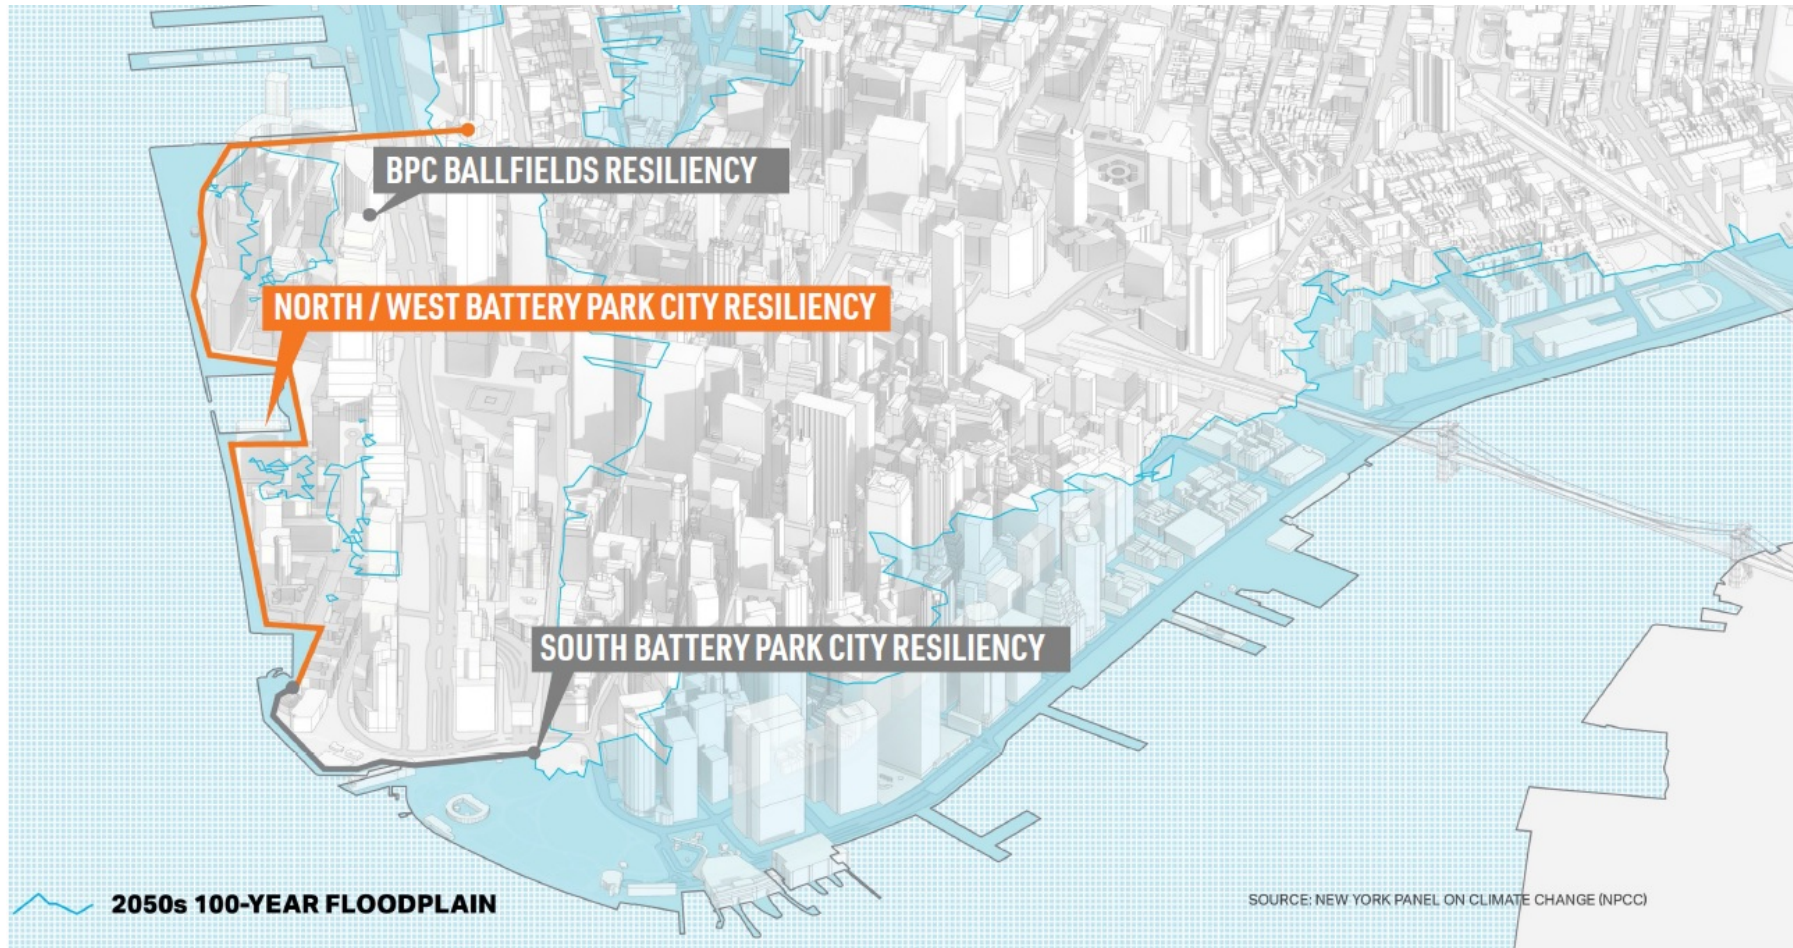 BPC BALLFIELDS RESILIENCY
NORTH / WEST BATTERY PARK CITY RESILIENCY
SOUTH BATTERY PARK CITY RESILIENCY
2050s 100-YEAR FLOODPLAIN
SOURCE: NEW YORK PANEL ON CLIMATE CHANGE (NPCC)